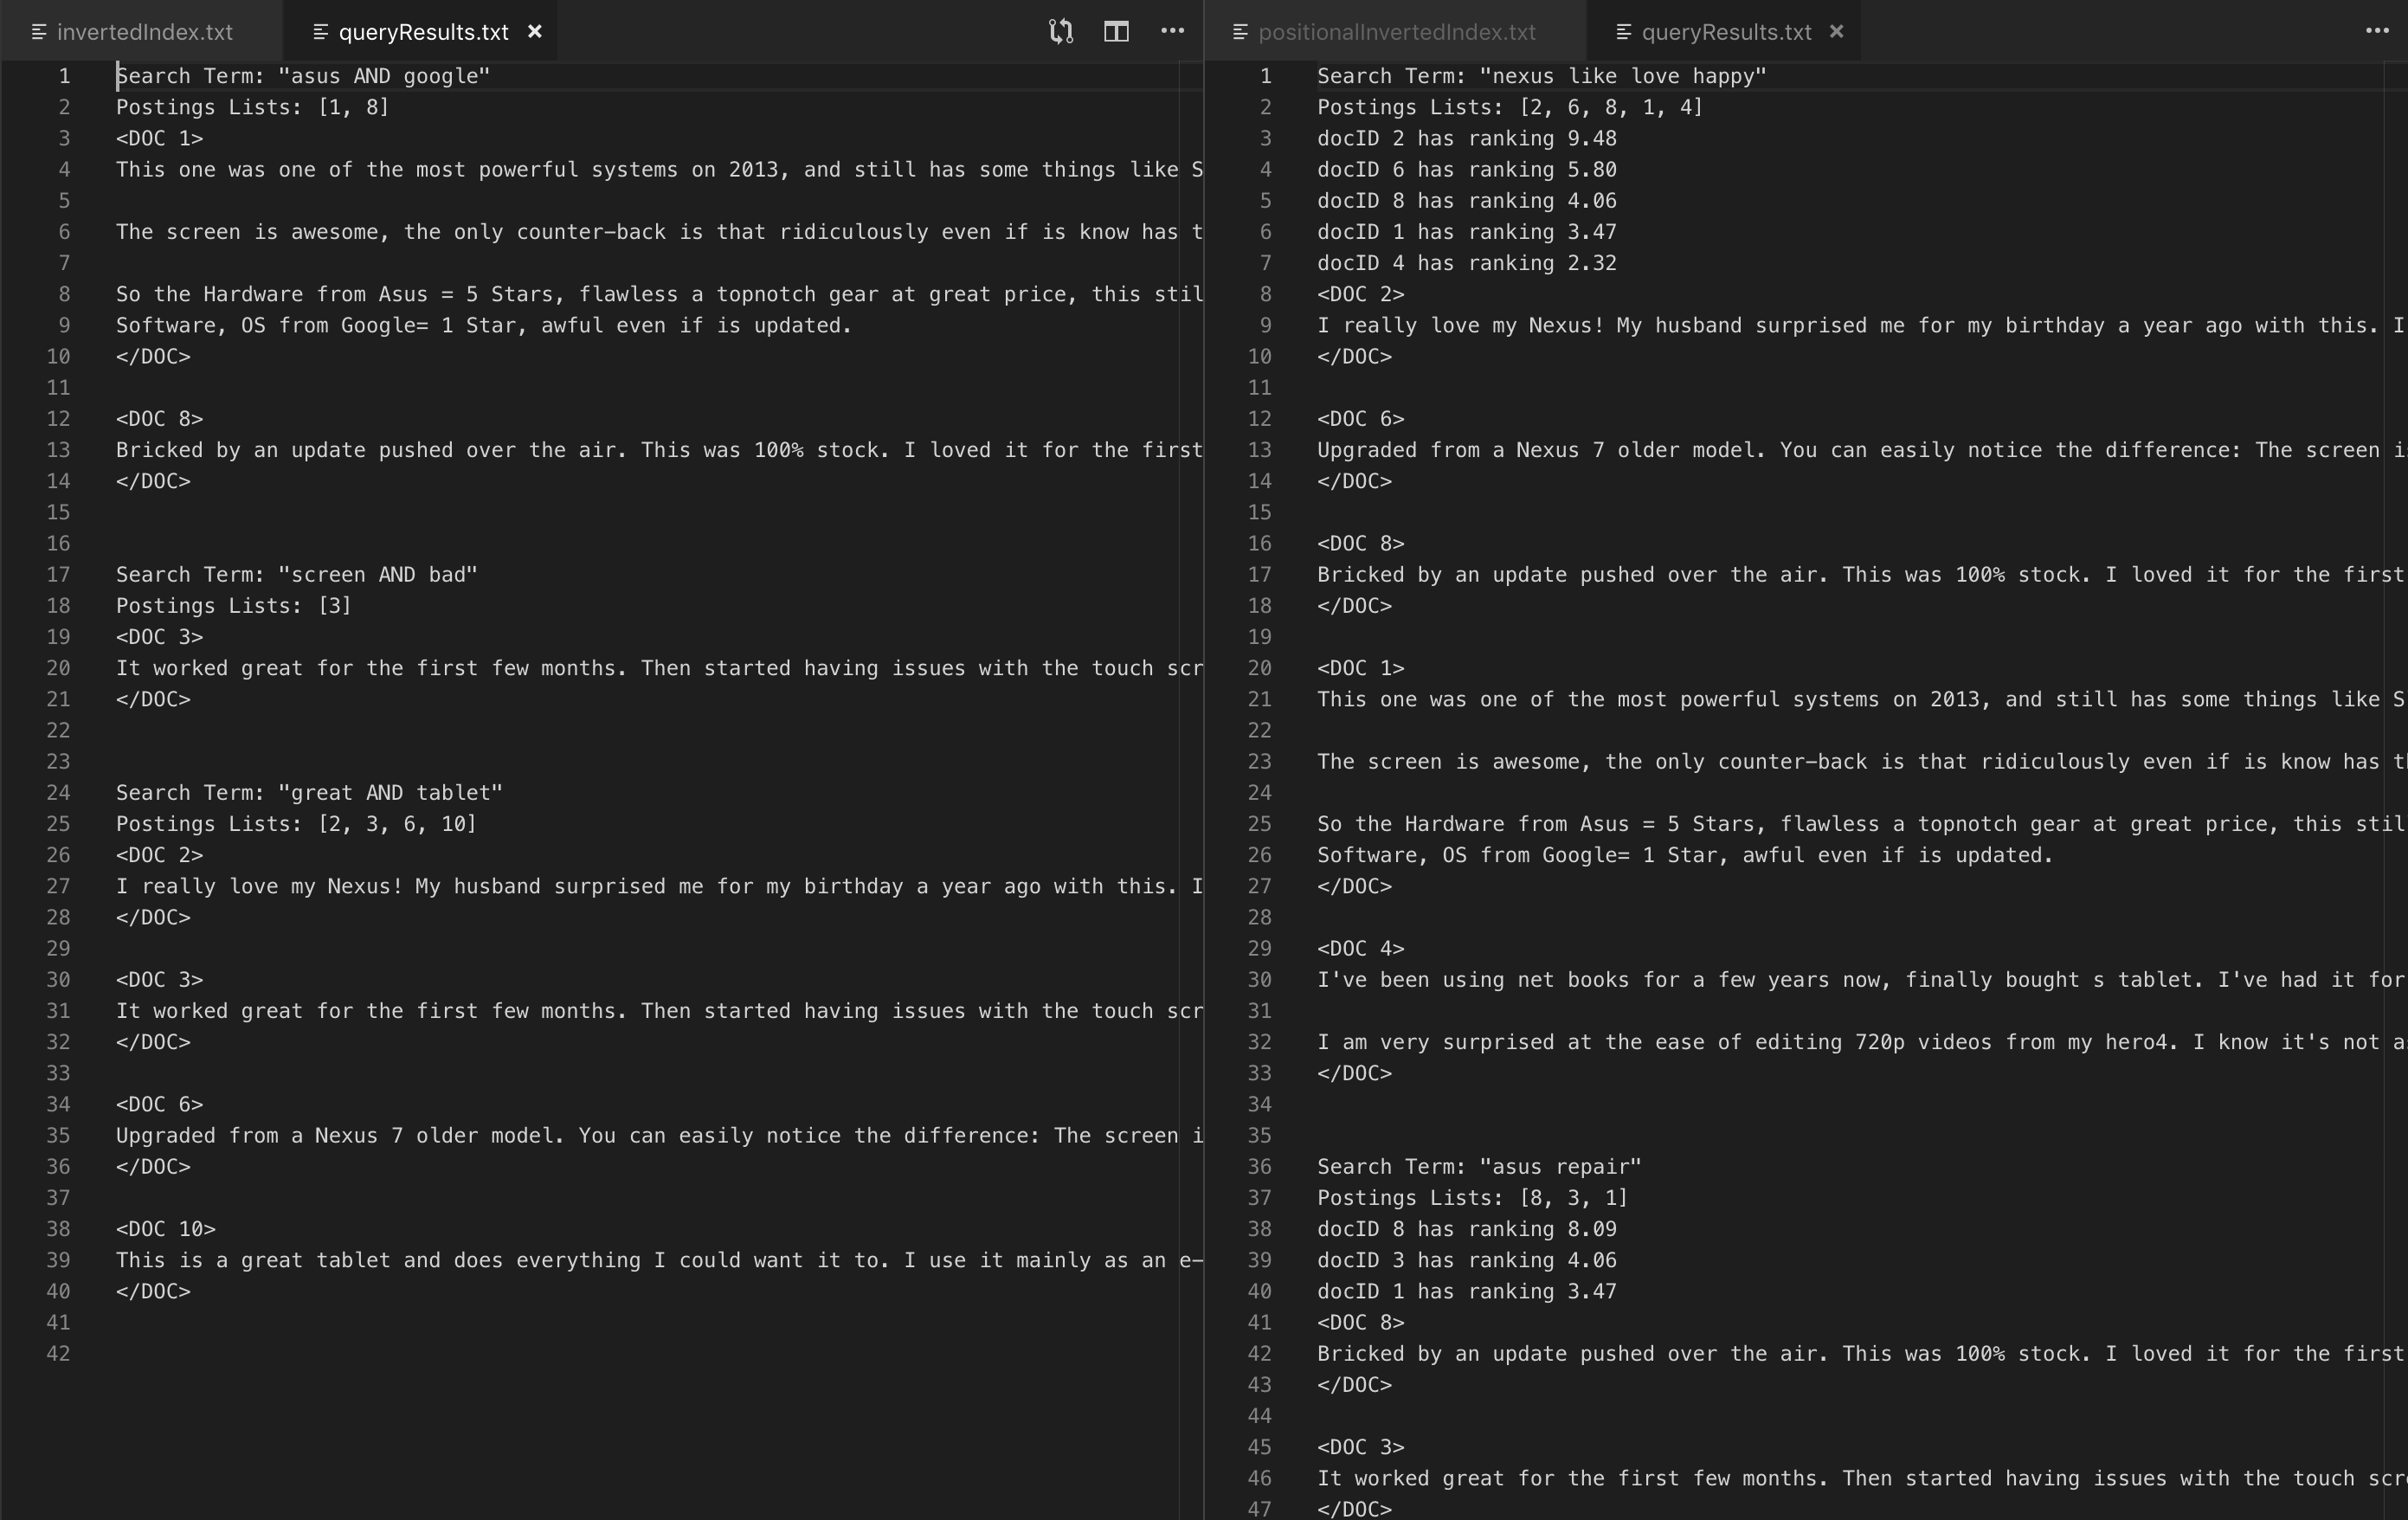 invertedIndex.txt
queryResults.txt
1 Search Term: "asus AND google"
2 Postings Lists: [1, 8]
3 <DOC 1>
4 This one was one of the most powerful systems on 2013, and still has some things like S
5
6 The screen is awesome, the only counter-back is that ridiculously even if is know has t
7
8 So the Hardware from Asus = 5 Stars, flawless a topnotch gear at great price, this stil
9 Software, OS from Google= 1 Star, awful even if is updated.
10 </DOC>
11
12 <DOC 8>
13 Bricked by an update pushed over the air. This was 100% stock. I loved it for the first
14 </DOC>
15
16
17 Search Term: "screen AND bad"
18 Postings Lists: [3]
19 <DOC 3>
20 It worked great for the first few months. Then started having issues with the touch scr
21 </DOC>
22
23
24 Search Term: "great AND tablet"
25 Postings Lists: [2, 3, 6, 10]
26 <DOC 2>
27 I really love my Nexus! My husband surprised me for my birthday a year ago with this. I
28 </DOC>
29
30 <DOC 3>
31 It worked great for the first few months. Then started having issues with the touch scr
32 </DOC>
33
34 <DOC 6>
35 Upgraded from a Nexus 7 older model. You can easily notice the difference: The screen i
36 </DOC>
37
38 <DOC 10>
39 This is a great tablet and does everything I could want it to. I use it mainly as an e-
40 </DOC>
41
42
positionalInvertedIndex.txt
queryResults.txt
1 Search Term: "nexus like love happy"
2 Postings Lists: [2, 6, 8, 1, 4]
3 docID 2 has ranking 9.48
4 docID 6 has ranking 5.80
5 docID 8 has ranking 4.06
6 docID 1 has ranking 3.47
7 docID 4 has ranking 2.32
8 <DOC 2>
9 I really love my Nexus! My husband surprised me for my birthday a year ago with this. I
10 </DOC>
11
12 <DOC 6>
13 Upgraded from a Nexus 7 older model. You can easily notice the difference: The screen i
14 </DOC>
15
16 <DOC 8>
17 Bricked by an update pushed over the air. This was 100% stock. I loved it for the first
18 </DOC>
19
20 <DOC 1>
21 This one was one of the most powerful systems on 2013, and still has some things like S
22
23 The screen is awesome, the only counter-back is that ridiculously even if is know has t
24
25 So the Hardware from Asus = 5 Stars, flawless a topnotch gear at great price, this stil
26 Software, OS from Google= 1 Star, awful even if is updated.
27 </DOC>
28
29 <DOC 4>
30 I've been using net books for a few years now, finally bought s tablet. I've had it for
31
32 I am very surprised at the ease of editing 720p videos from my hero4. I know it's not a
33 </DOC>
34
35
36 Search Term: "asus repair"
37 Postings Lists: [8, 3, 1]
38 docID 8 has ranking 8.09
39 docID 3 has ranking 4.06
40 docID 1 has ranking 3.47
41 <DOC 8>
42 Bricked by an update pushed over the air. This was 100% stock. I loved it for the first
43 </DOC>
44
45 <DOC 3>
46 It worked great for the first few months. Then started having issues with the touch scr
47 </DOC>